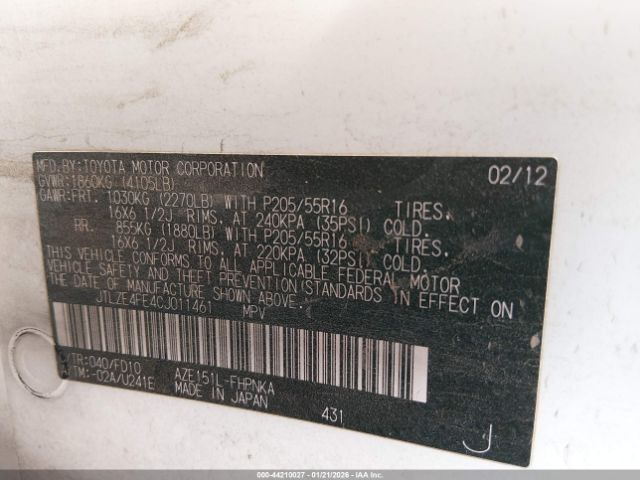 MFD.BY:TOYOTA MOTOR CORPORATION 02/12
GVWR:1860KG (4105LB)
GAWR-FRT. 1030KG (2270LB) WITH P205/55R16 TIRES.
16X6 1/2J RIMS. AT 240KPA (35PSI) COLD.
RR. 855KG (1880LB) WITH P205/55R16 TIRES.
16X6 1/2J RIMS. AT 220KPA (32PSI) COLD.
THIS VEHICLE CONFORMS TO ALL APPLICABLE FEDERAL MOTOR
VEHICLE SAFETY AND THEFT PREVENTION STANDARDS IN EFFECT ON
THE DATE OF MANUFACTURE SHOWN ABOVE.
JTLZE4FE4CJ011461 MPV
C/TR:040/FD10 AZE151L-FHPNKA
A/TM:-02A/U241E MADE IN JAPAN
431 J
000-44210027 - 01/21/2026 - IAA Inc.